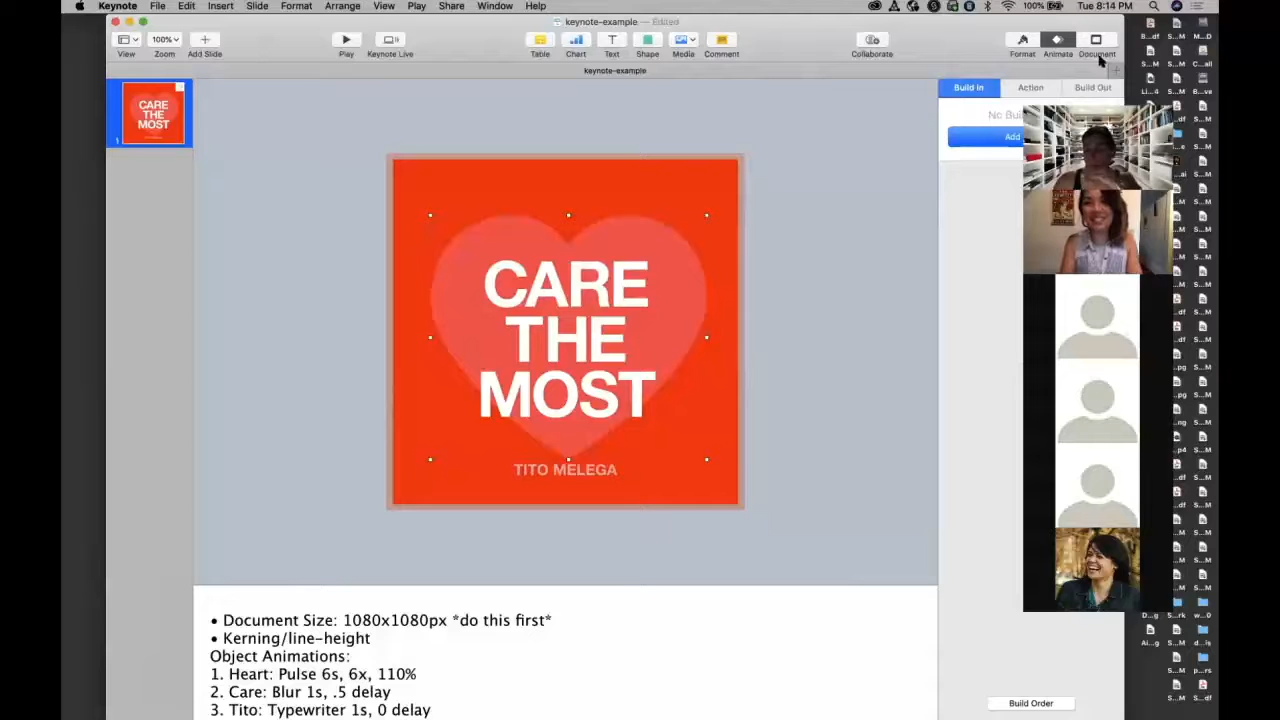 Keynote File Edit Insert Slide Format Arrange View Play Share Window Help
100% Tue 8:14 PM
keynote-example — Edited
100%
View Zoom Add Slide Play Keynote Live Table Chart Text Shape Media Comment Collaborate Format Animate Document
keynote-example
Build In Action Build Out
Add
CARE
THE
MOST
1
CARE
THE
MOST
TITO MELEGA
• Document Size: 1080x1080px *do this first*
• Kerning/line-height
Object Animations:
1. Heart: Pulse 6s, 6x, 110%
2. Care: Blur 1s, .5 delay
3. Tito: Typewriter 1s, 0 delay
Build Order